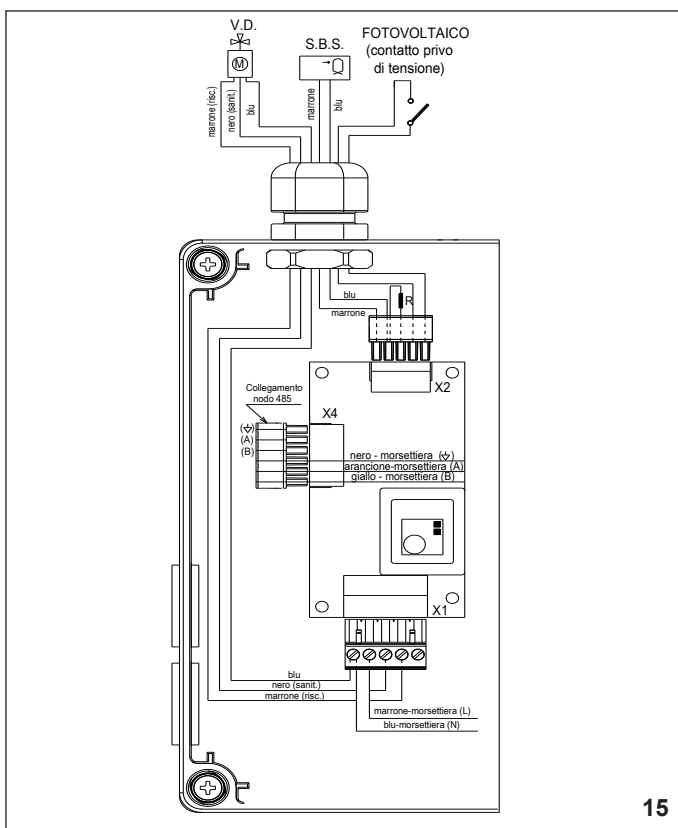 V.D.
S.B.S.
FOTOVOLTAICO
(contatto privo
di tensione)
M
marrone (risc.)
nero (sanit.)
blu
marrone
blu
blu
R
marrone
X2
Collegamento
nodo 485
X4
(A)
(B)
nero - morsettiera
arancione-morsettiera (A)
giallo - morsettiera (B)
X1
blu
nero (sanit.)
marrone (risc.)
marrone-morsettiera (L)
blu-morsettiera (N)
15